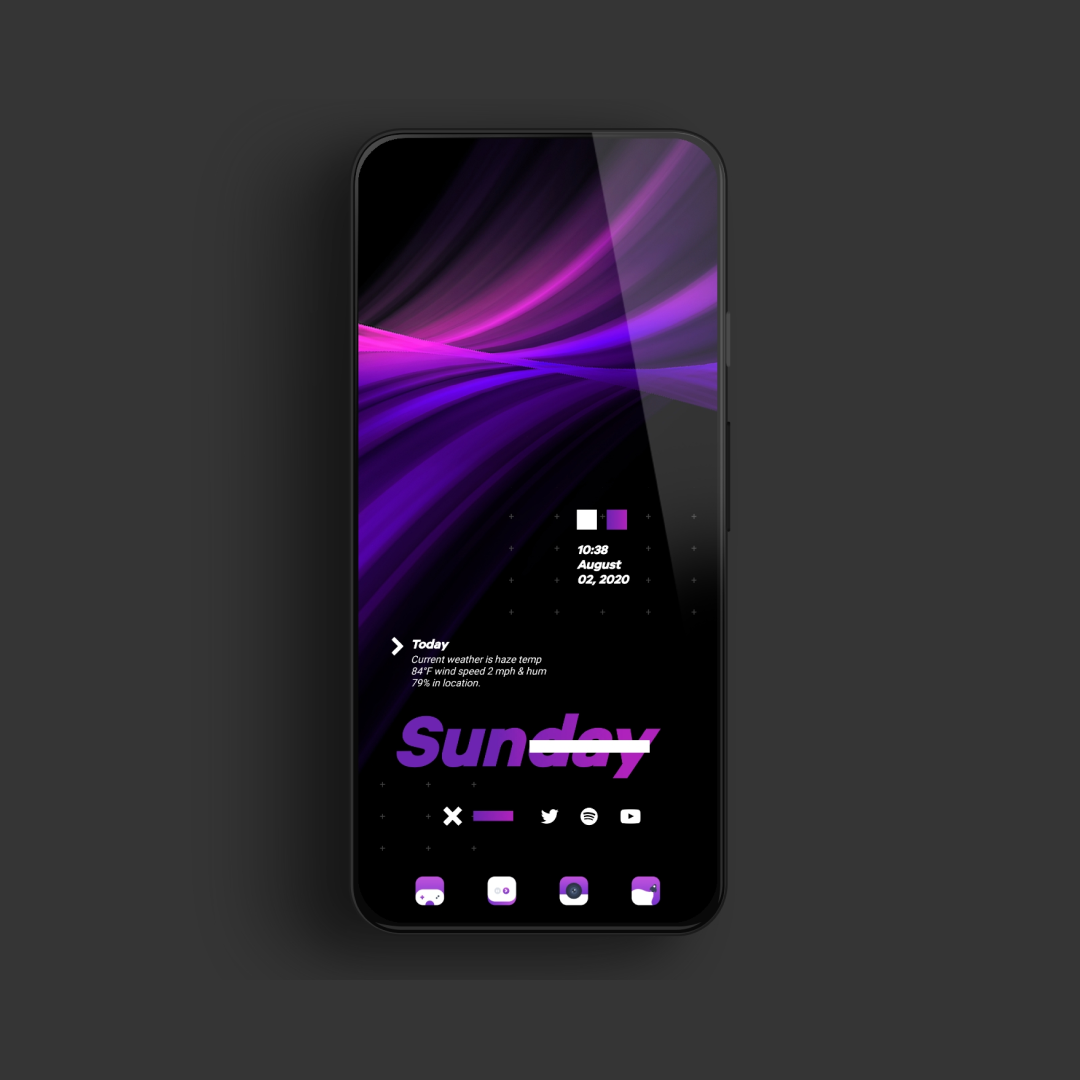 10:38
August
02, 2020
Today
Current weather is haze temp
84°F wind speed 2 mph & hum
79% in location.
Sunday